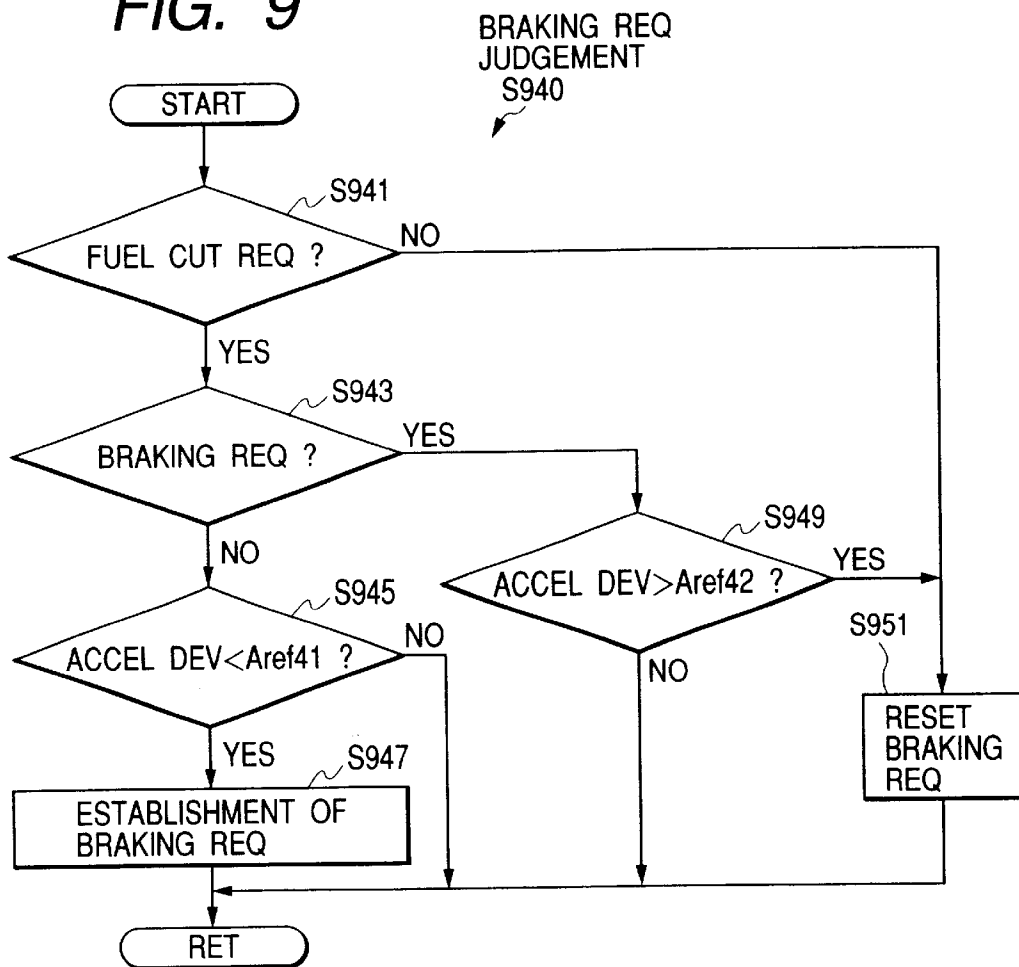 FIG. 9
BRAKING REQ
JUDGEMENT
S940
START
S941
FUEL CUT REQ ?
NO
YES
S943
BRAKING REQ ?
YES
NO
S949
ACCEL DEV>Aref42 ?
YES
NO
S945
ACCEL DEV<Aref41 ?
NO
YES
S951
RESET
BRAKING
REQ
S947
ESTABLISHMENT OF
BRAKING REQ
RET